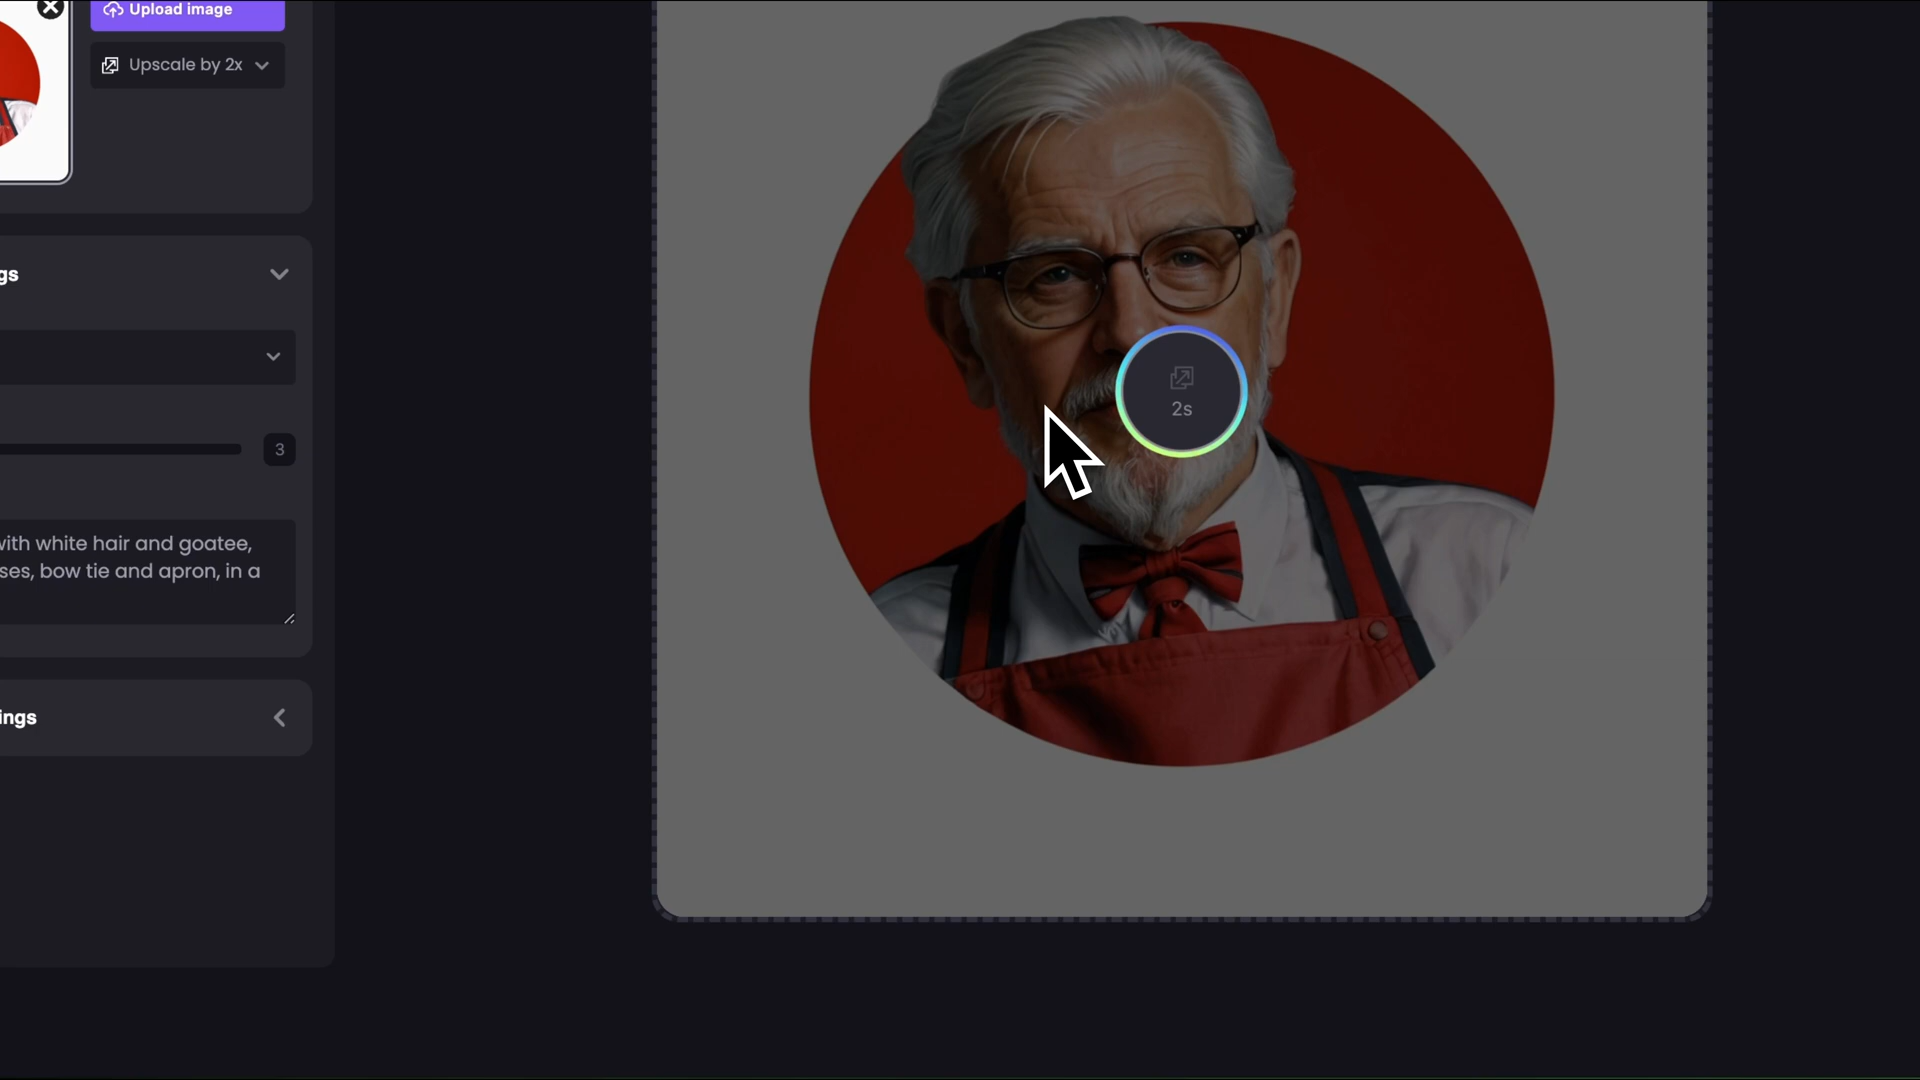 Upload image
Upscale by 2x
gs
3
with white hair and goatee,
ses, bow tie and apron, in a
ings
2s